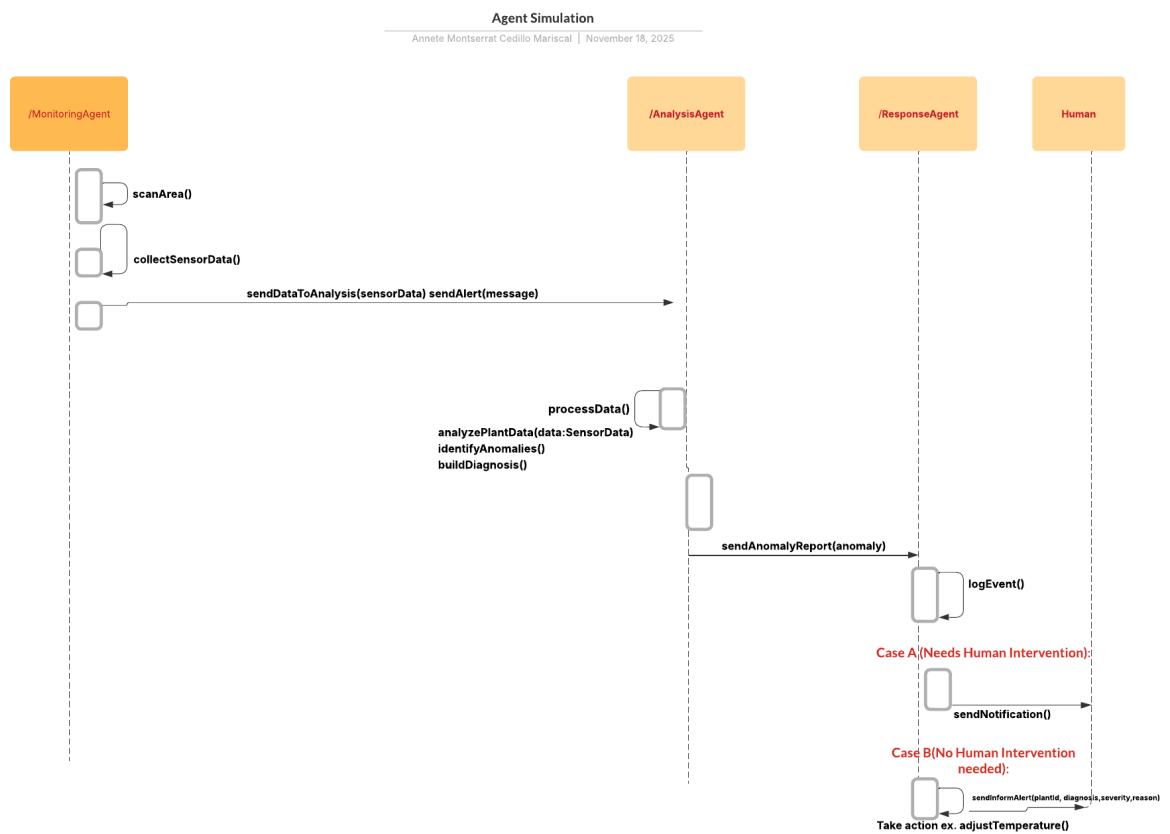 Agent Simulation
Annete Montserrat Cedillo Mariscal | November 18, 2025
/MonitoringAgent
/AnalysisAgent
/ResponseAgent
Human
scanArea()
collectSensorData()
sendDataToAnalysis(sensorData) sendAlert(message)
processData()
analyzePlantData(data:SensorData)
identifyAnomalies()
buildDiagnosis()
sendAnomalyReport(anomaly)
logEvent()
Case A (Needs Human Intervention):
sendNotification()
Case B(No Human Intervention
needed):
sendInformAlert(plantId, diagnosis,severity,reason)
Take action ex. adjustTemperature()